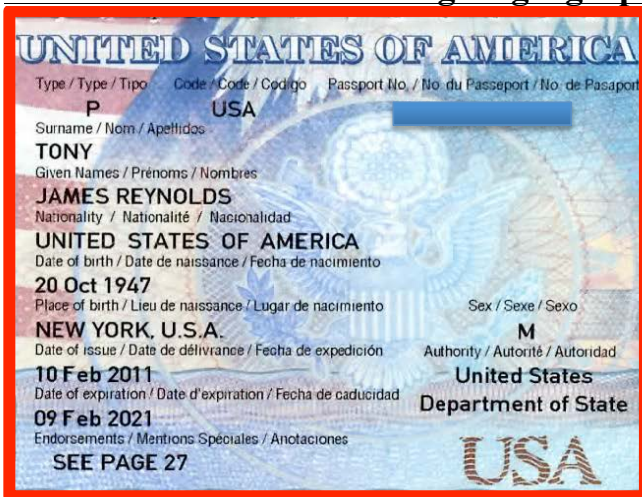 UNITED STATES OF AMERICA
Type / Type / Tipo Code / Code / Codigo Passport No. / No. du Passeport / No. de Pasaport
P USA
Surname / Nom / Apellidos
TONY
Given Names / Prénoms / Nombres
JAMES REYNOLDS
Nationality / Nationalité / Nacionalidad
UNITED STATES OF AMERICA
Date of birth / Date de naissance / Fecha de nacimiento
20 Oct 1947
Place of birth / Lieu de naissance / Lugar de nacimiento Sex / Sexe / Sexo
NEW YORK, U.S.A. M
Date of issue / Date de délivrance / Fecha de expedición Authority / Autorité / Autoridad
10 Feb 2011 United States
Date of expiration / Date d'expiration / Fecha de caducidad Department of State
09 Feb 2021
Endorsements / Mentions Spéciales / Anotaciones
SEE PAGE 27 USA